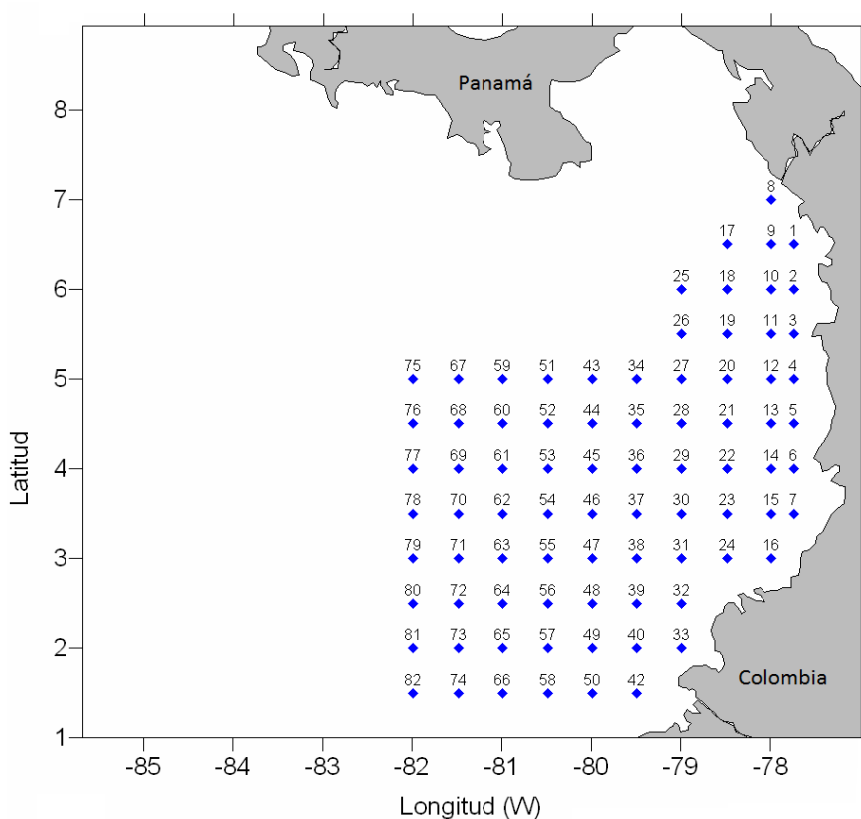 Panamá
8
8
7
17 9 1
25 18 10 2
6
26 19 11 3
75 67 59 51 43 34 27 20 12 4
5
76 68 60 52 44 35 28 21 13 5
77 69 61 53 45 36 29 22 14 6
4
78 70 62 54 46 37 30 23 15 7
79 71 63 55 47 38 31 24 16
3
80 72 64 56 48 39 32
81 73 65 57 49 40 33
2
82 74 66 58 50 42
Colombia
1
-85 -84 -83 -82 -81 -80 -79 -78
Latitud
Longitud (W)